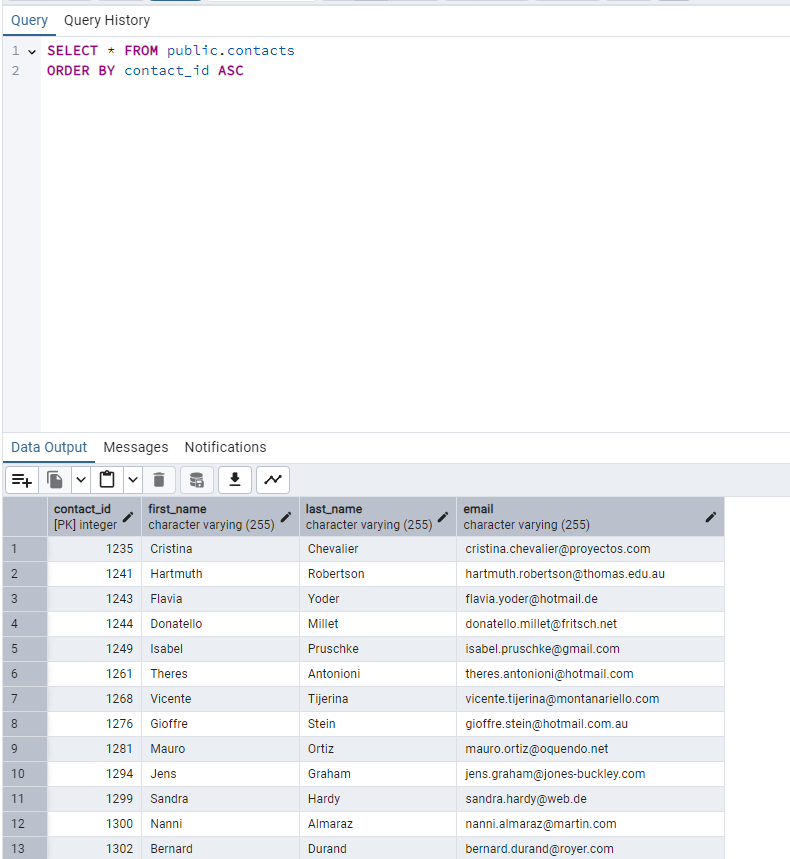 Query Query History
1 SELECT * FROM public.contacts
2 ORDER BY contact_id ASC
Data Output Messages Notifications
contact_id first_name last_name email
[PK] integer character varying (255) character varying (255) character varying (255)
1 1235 Cristina Chevalier cristina.chevalier@proyectos.com
2 1241 Hartmuth Robertson hartmuth.robertson@thomas.edu.au
3 1243 Flavia Yoder flavia.yoder@hotmail.de
4 1244 Donatello Millet donatello.millet@fritsch.net
5 1249 Isabel Pruschke isabel.pruschke@gmail.com
6 1261 Theres Antonioni theres.antonioni@hotmail.com
7 1268 Vicente Tijerina vicente.tijerina@montanariello.com
8 1276 Gioffre Stein gioffre.stein@hotmail.com.au
9 1281 Mauro Ortiz mauro.ortiz@oquendo.net
10 1294 Jens Graham jens.graham@jones-buckley.com
11 1299 Sandra Hardy sandra.hardy@web.de
12 1300 Nanni Almaraz nanni.almaraz@martin.com
13 1302 Bernard Durand bernard.durand@royer.com